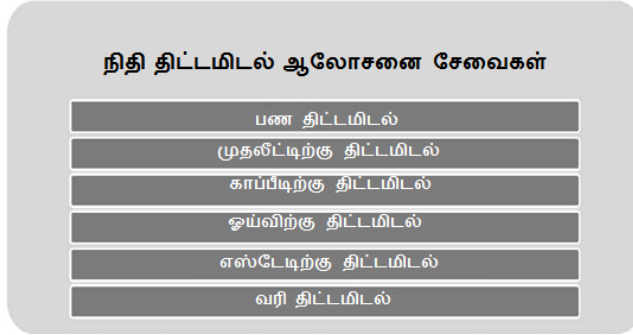 நிதி திட்டமிடல் ஆலோசனை சேவைகள்
பண திட்டமிடல்
முதலீட்டிற்கு திட்டமிடல்
காப்பீடிற்கு திட்டமிடல்
ஓய்விற்கு திட்டமிடல்
எஸ்டேடிற்கு திட்டமிடல்
வரி திட்டமிடல்